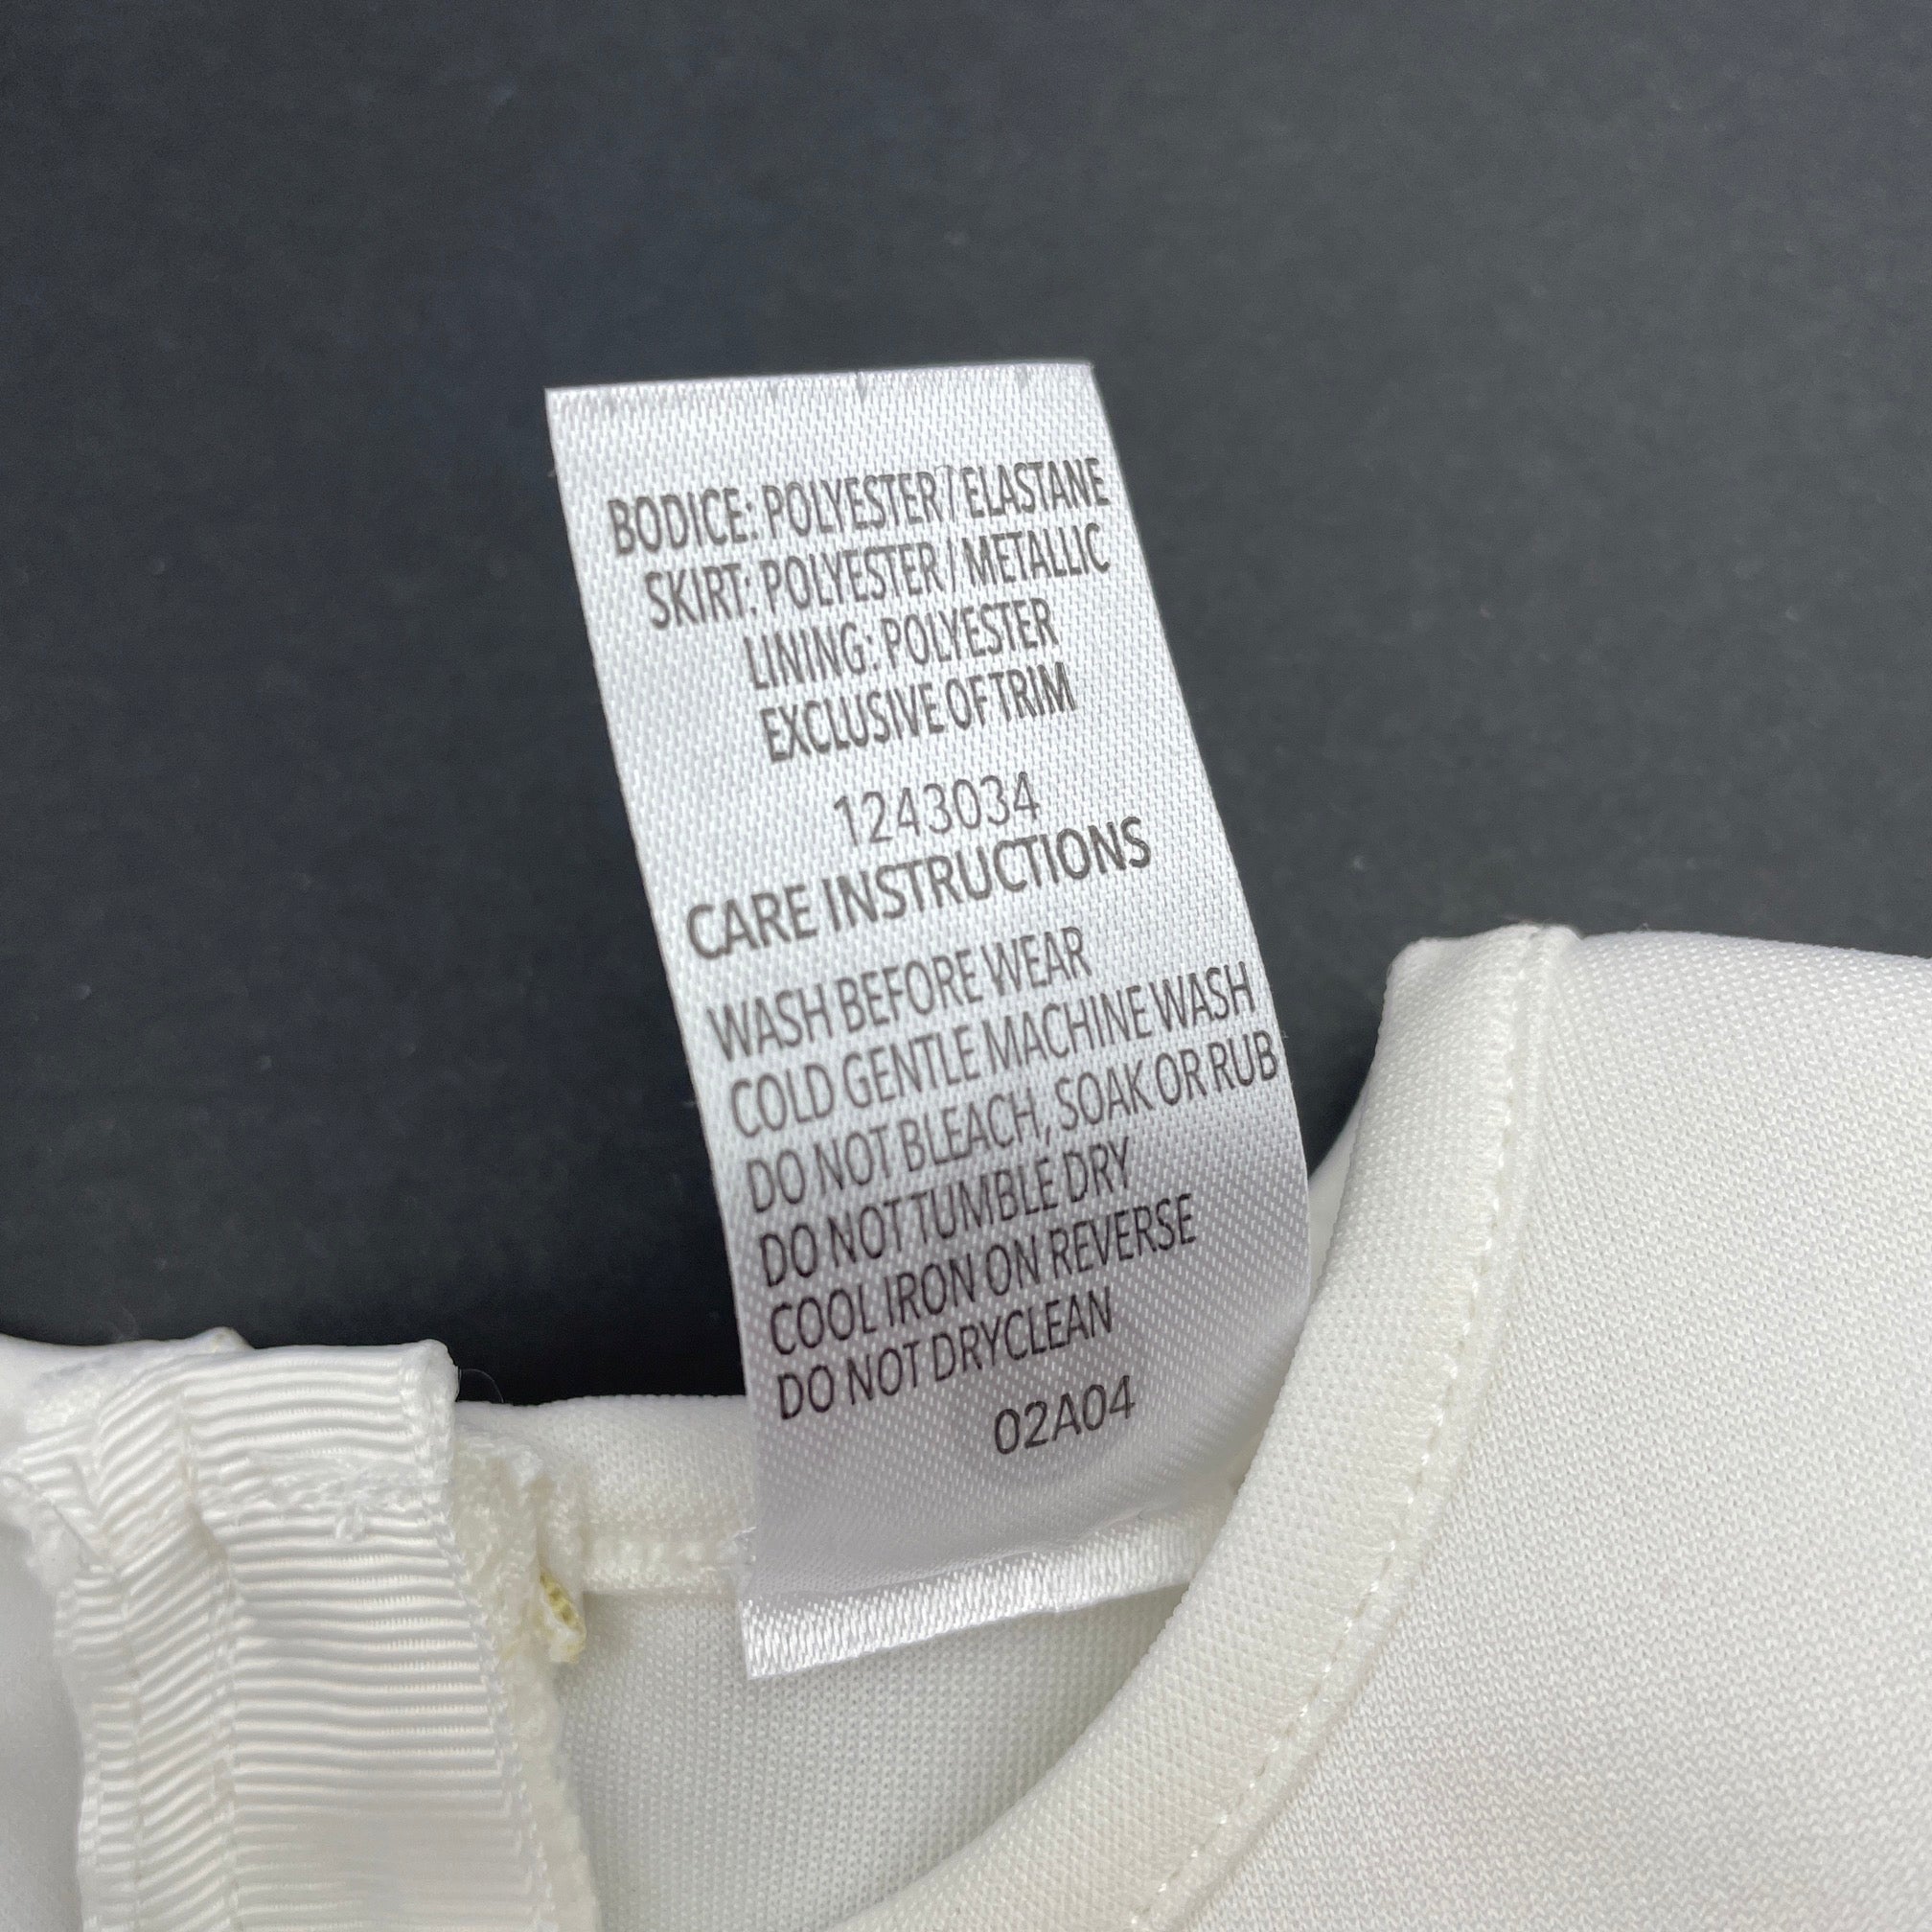 BODICE: POLYESTER / ELASTANE
SKIRT: POLYESTER / METALLIC
LINING: POLYESTER
EXCLUSIVE OF TRIM
1243034
CARE INSTRUCTIONS
WASH BEFORE WEAR
COLD GENTLE MACHINE WASH
DO NOT BLEACH, SOAK OR RUB
DO NOT TUMBLE DRY
COOL IRON ON REVERSE
DO NOT DRYCLEAN
02A04